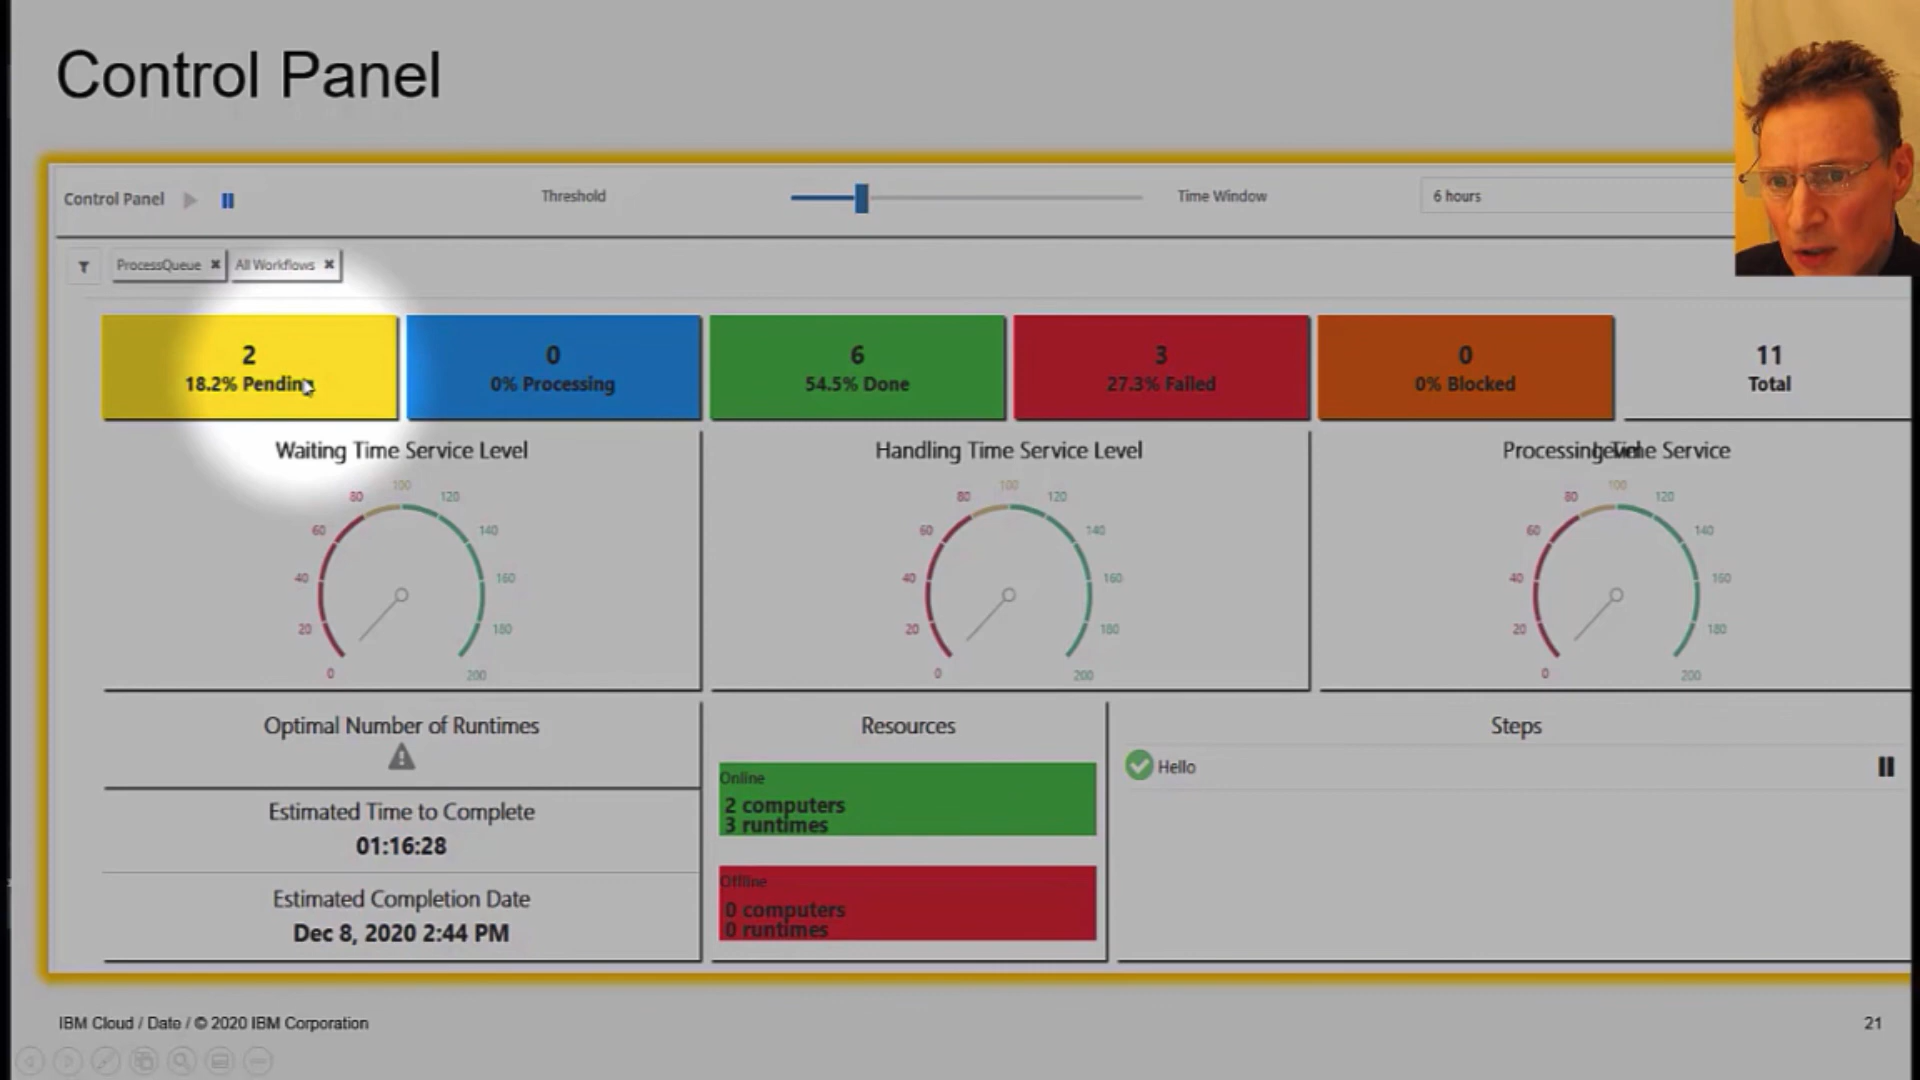 Control Panel
Control Panel
Threshold
Time Window
6 hours
ProcessQueue ✖
All Workflows ✖
2
18.2% Pending
0
0% Processing
6
54.5% Done
3
27.3% Failed
0
0% Blocked
11
Total
Waiting Time Service Level
0 20 40 60 80 100 120 140 160 180 200
Handling Time Service Level
0 20 40 60 80 100 120 140 160 180 200
Processing Time Service
Level
0 20 40 60 80 100 120 140 160 180 200
Optimal Number of Runtimes
Estimated Time to Complete
01:16:28
Estimated Completion Date
Dec 8, 2020 2:44 PM
Resources
Online
2 computers
3 runtimes
Offline
0 computers
0 runtimes
Steps
Hello
IBM Cloud / Date / © 2020 IBM Corporation
21